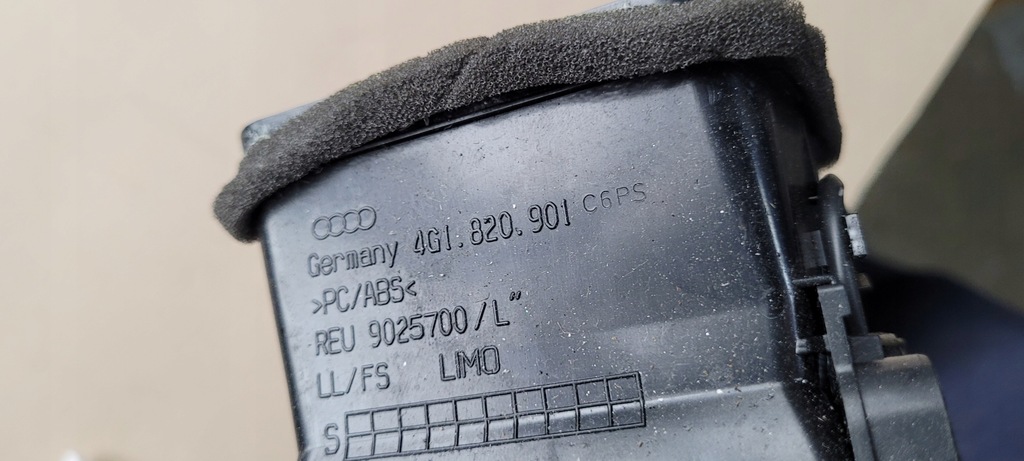 Germany 4G1.820.901 C6PS
>PC/ABS<
REU 9025700/L"
LL/FS LIMO
S